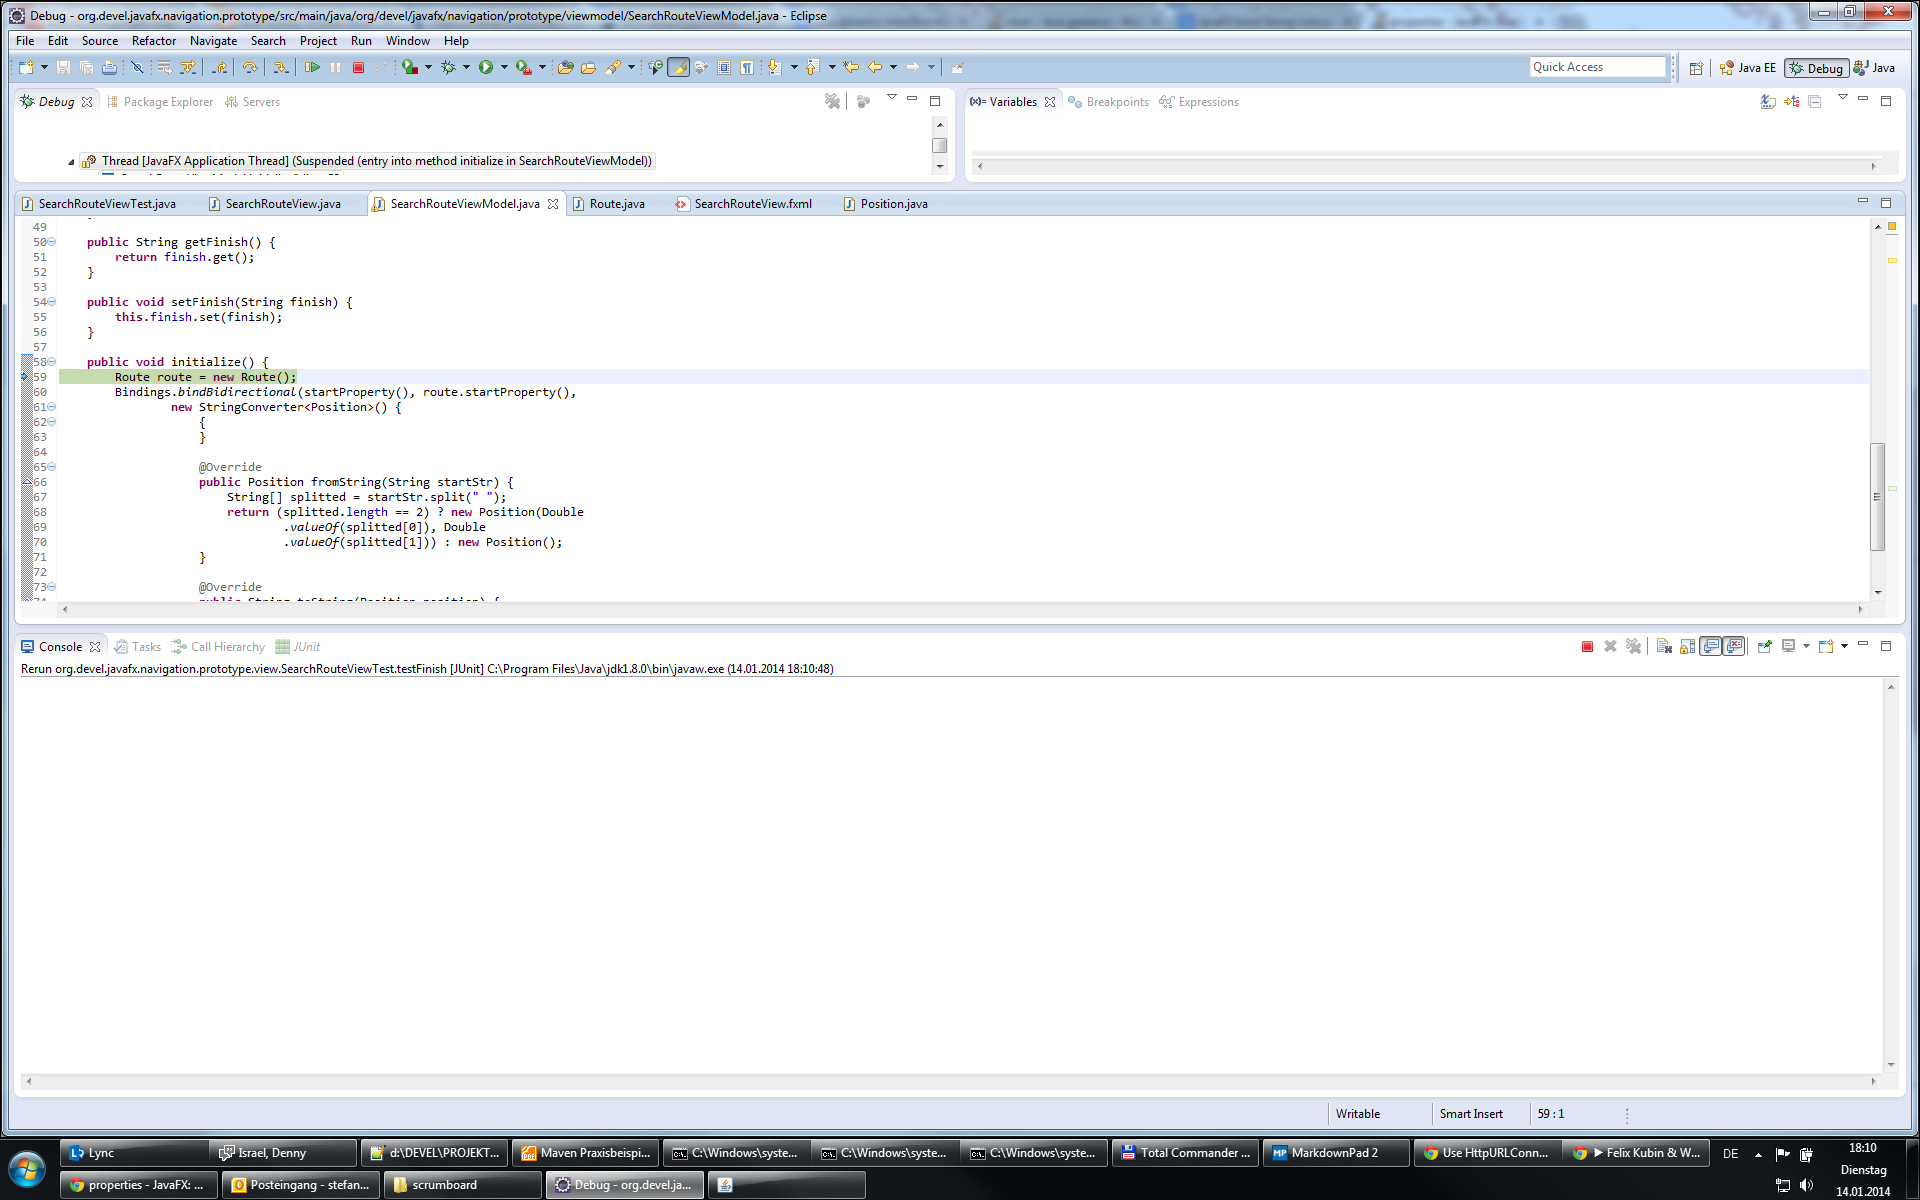 Debug - org.devel.javafx.navigation.prototype/src/main/java/org/devel/javafx/navigation/prototype/viewmodel/SearchRouteViewModel.java - Eclipse
File Edit Source Refactor Navigate Search Project Run Window Help
Quick Access Java EE Debug Java
Debug Package Explorer Servers
Variables Breakpoints Expressions
Thread [JavaFX Application Thread] (Suspended (entry into method initialize in SearchRouteViewModel))
SearchRouteViewTest.java SearchRouteView.java SearchRouteViewModel.java Route.java SearchRouteView.fxml Position.java
49
50 public String getFinish() {
51 return finish.get();
52 }
53
54 public void setFinish(String finish) {
55 this.finish.set(finish);
56 }
57
58 public void initialize() {
59 Route route = new Route();
60 Bindings.bindBidirectional(startProperty(), route.startProperty(),
61 new StringConverter<Position>() {
62 {
63 }
64
65 @Override
66 public Position fromString(String startStr) {
67 String[] splitted = startStr.split(" ");
68 return (splitted.length == 2) ? new Position(Double
69 .valueOf(splitted[0]), Double
70 .valueOf(splitted[1])) : new Position();
71 }
72
73 @Override
74 public String toString(Position position) {
Console Tasks Call Hierarchy JUnit
Rerun org.devel.javafx.navigation.prototype.view.SearchRouteViewTest.testFinish [JUnit] C:\Program Files\Java\jdk1.8.0\bin\javaw.exe (14.01.2014 18:10:48)
Writable Smart Insert 59 : 1
Lync Israel, Denny d:\DEVEL\PROJEKT... Maven Praxisbeispi... C:\Windows\syste... C:\Windows\syste... C:\Windows\syste... Total Commander ... MarkdownPad 2 Use HttpURLConn... Felix Kubin & W... DE 18:10
properties - JavaFX: ... Posteingang - stefan... scrumboard Debug - org.devel.ja... Dienstag
14.01.2014